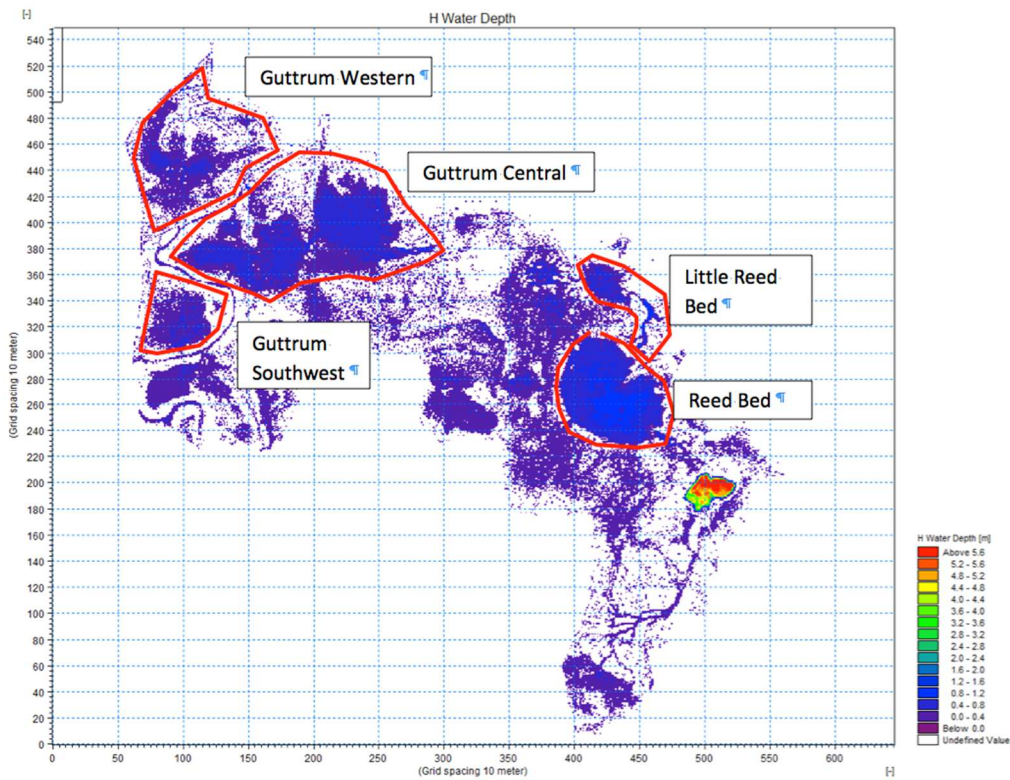 [-]
H Water Depth
540
520
500
480
460
440
420
400
380
360
340
320
300
280
260
240
220
200
180
160
140
120
100
80
60
40
20
0
(Grid spacing 10 meter)
Guttrum Western ¶
Guttrum Central ¶
Little Reed
Bed ¶
Guttrum
Southwest ¶
Reed Bed ¶
H Water Depth [m]
Above 5.6
5.2 - 5.6
4.8 - 5.2
4.4 - 4.8
4.0 - 4.4
3.6 - 4.0
3.2 - 3.6
2.8 - 3.2
2.4 - 2.8
2.0 - 2.4
1.6 - 2.0
1.2 - 1.6
0.8 - 1.2
0.4 - 0.8
0.0 - 0.4
Below 0.0
Undefined Value
0 100 200 300 400 500 600
(Grid spacing 10 meter)
[-]